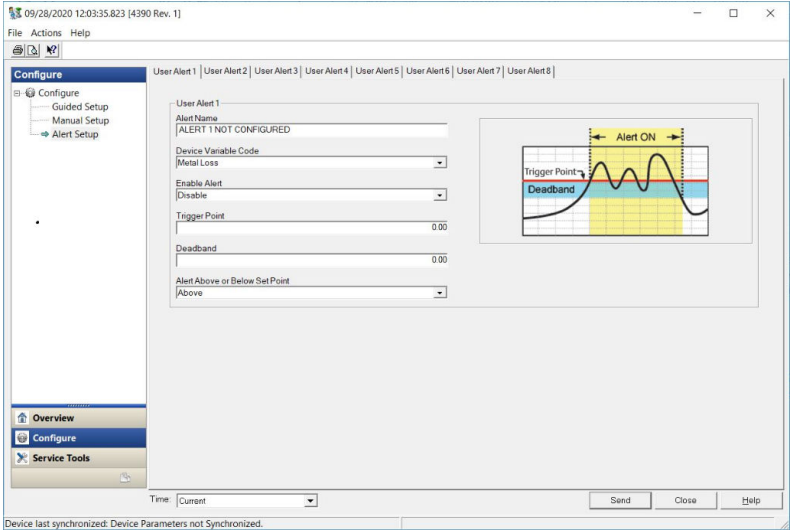 09/28/2020 12:03:35.823 [4390 Rev. 1]
File Actions Help
Configure
Configure
Guided Setup
Manual Setup
Alert Setup
Overview
Configure
Service Tools
User Alert 1 User Alert 2 User Alert 3 User Alert 4 User Alert 5 User Alert 6 User Alert 7 User Alert 8
User Alert 1
Alert Name
ALERT 1 NOT CONFIGURED
Device Variable Code
Metal Loss
Enable Alert
Disable
Trigger Point
0.00
Deadband
0.00
Alert Above or Below Set Point
Above
Alert ON
Trigger Point
Deadband
Time: Current
Send Close Help
Device last synchronized: Device Parameters not Synchronized.